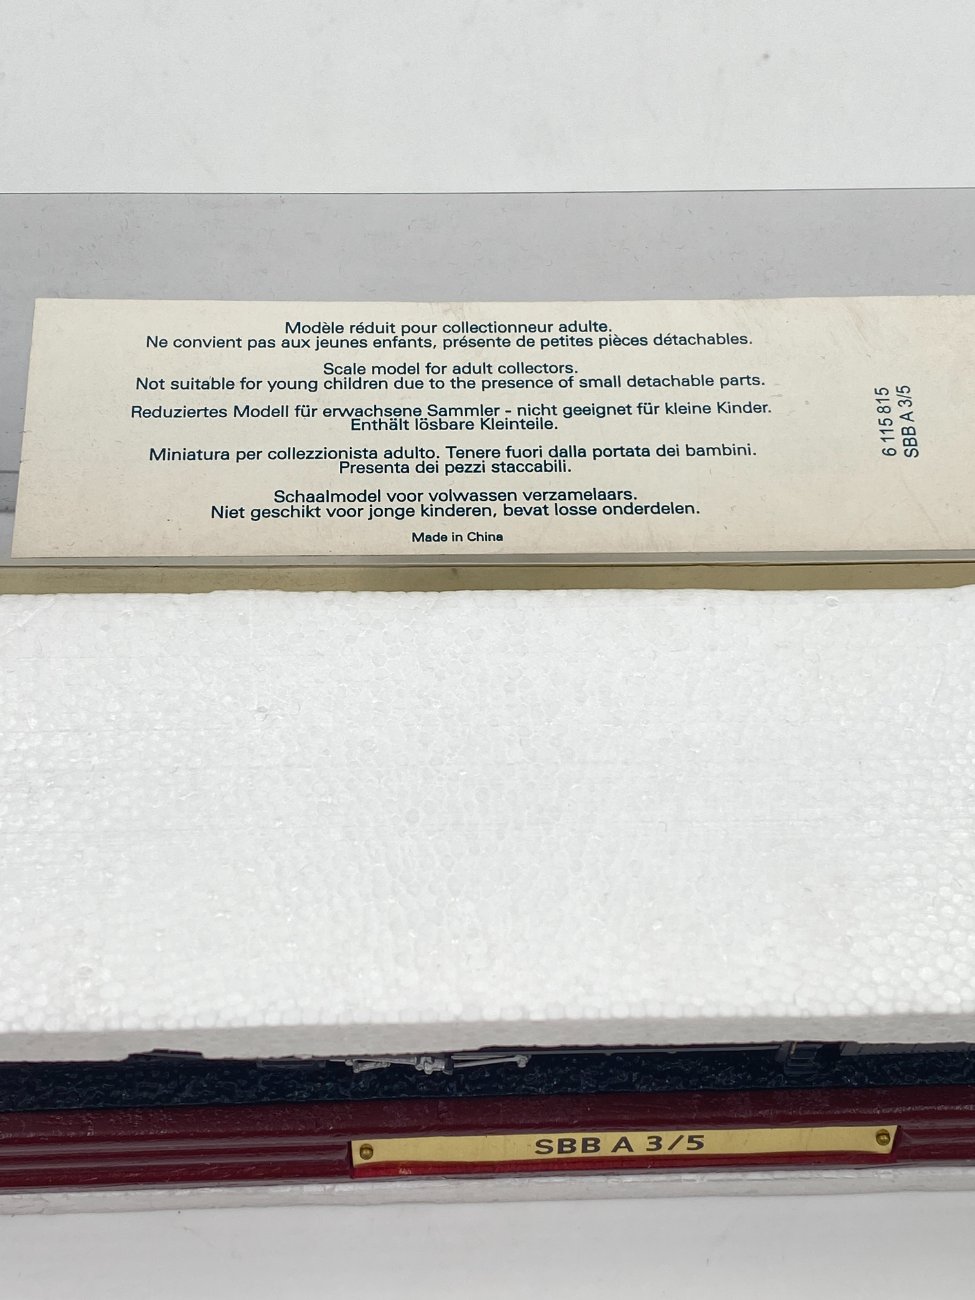 Modèle réduit pour collectionneur adulte.
Ne convient pas aux jeunes enfants, présente de petites pièces détachables.
Scale model for adult collectors.
Not suitable for young children due to the presence of small detachable parts.
Reduziertes Modell für erwachsene Sammler - nicht geeignet für kleine Kinder.
Enthält lösbare Kleinteile.
Miniatura per collezzionista adulto. Tenere fuori dalla portata dei bambini.
Presenta dei pezzi staccabili.
Schaalmodel voor volwassen verzamelaars.
Niet geschikt voor jonge kinderen, bevat losse onderdelen.
Made in China
6 115 815
SBB A 3/5
SBB A 3/5